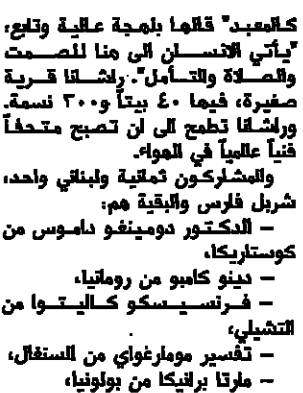 كالمعبد" قالها بلهجة عالية وتابع،
"يأتي الانسان الى هنا للصمت
والصلاة والتأمل". راشانا قرية
صغيرة، فيها ٤٠ بيتاً و٣٠٠ نسمة.
وراشانا تطمح الى ان تصبح متحفاً
فنياً عالمياً في الهواء.
والمشاركون ثمانية ولبناني واحد،
شربل فارس والبقية هم:
– الدكتور دومينغو داموس من
كوستاريكا،
– دينو كامبو من رومانيا،
– فرنسيسكو كاليتوا من
التشيلي،
– تفسير مومارغواي من السنغال،
– مارتا برانيكا من بولونيا،